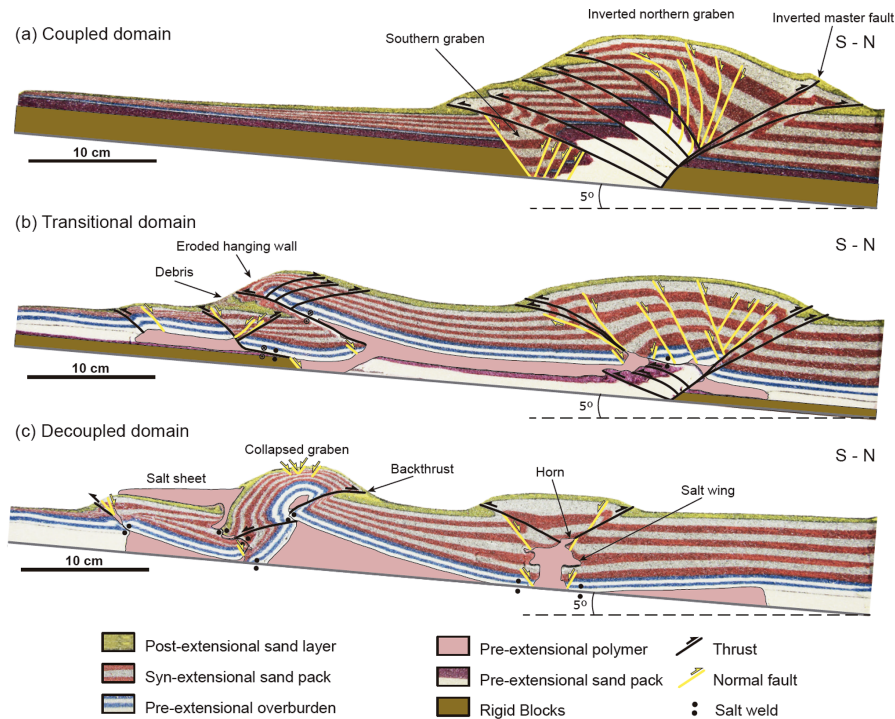 (a) Coupled domain
Inverted northern graben
Inverted master fault
Southern graben
S - N
10 cm
5º
(b) Transitional domain
S - N
Eroded hanging wall
Debris
10 cm
5º
(c) Decoupled domain
S - N
Collapsed graben
Salt sheet
Backthrust
Horn
Salt wing
10 cm
5º
Post-extensional sand layer
Syn-extensional sand pack
Pre-extensional overburden
Pre-extensional polymer
Pre-extensional sand pack
Rigid Blocks
Thrust
Normal fault
Salt weld